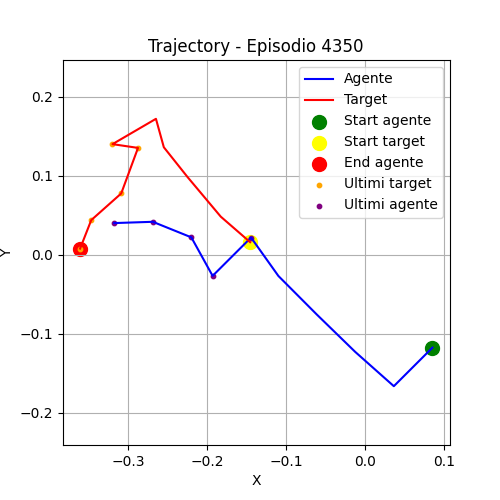 Trajectory - Episodio 4350
Agente
Target
Start agente
Start target
End agente
Ultimi target
Ultimi agente
Y
0.2
0.1
0.0
−0.1
−0.2
−0.3
−0.2
−0.1
0.0
0.1
X